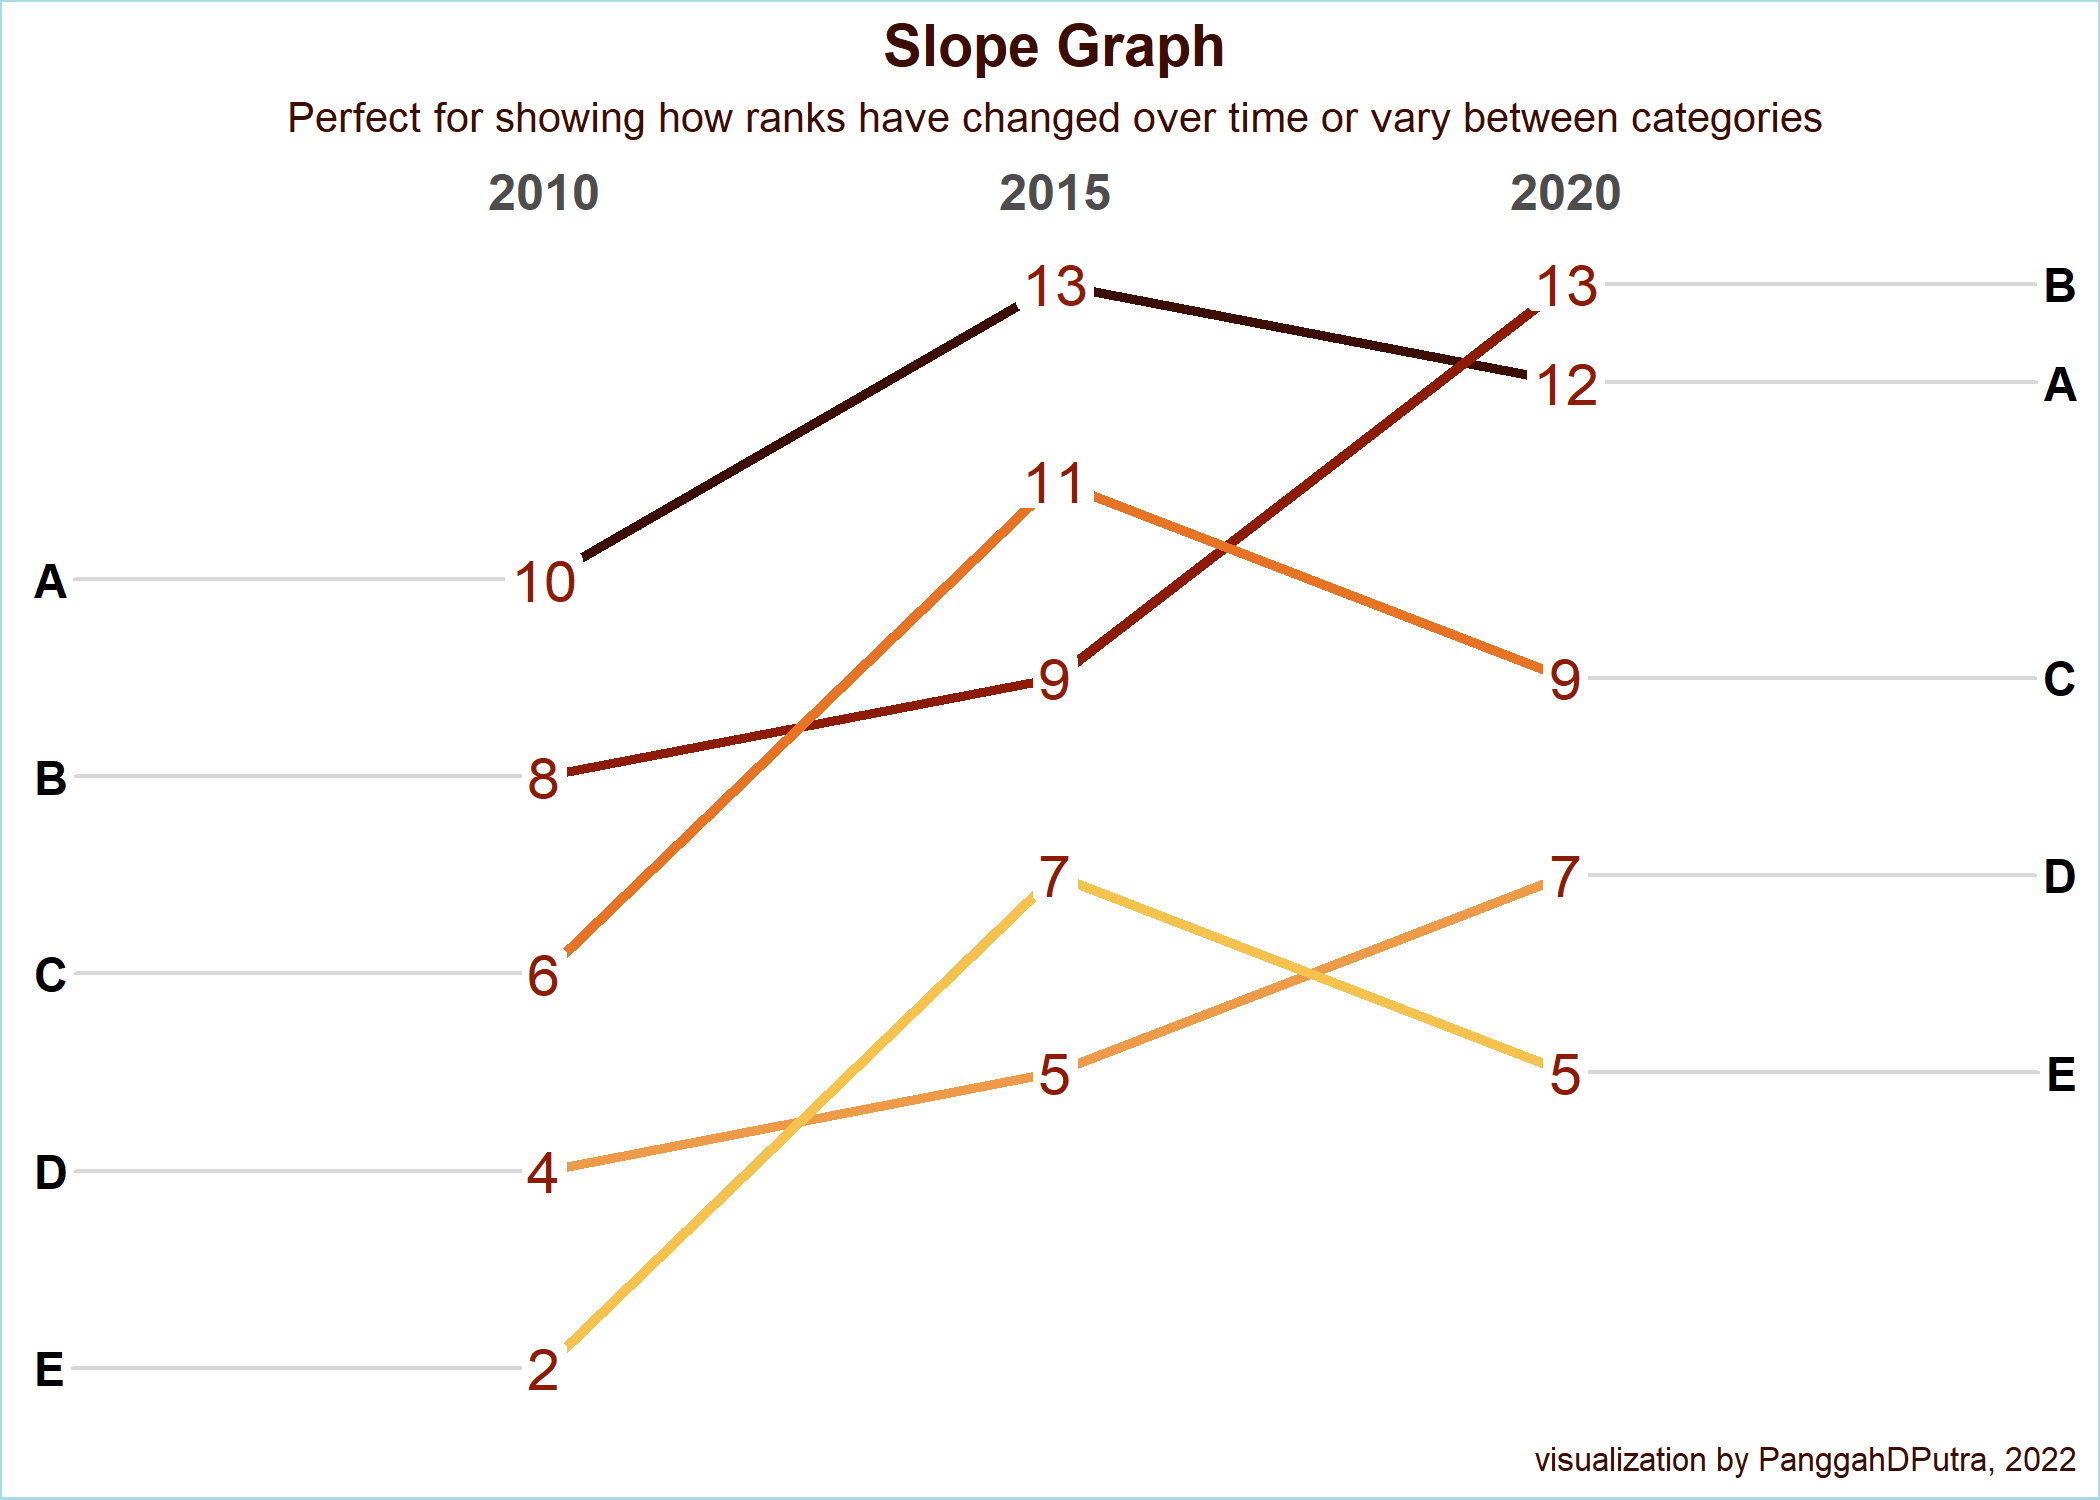 Slope Graph
Perfect for showing how ranks have changed over time or vary between categories
2010 2015 2020
13 13 B
12 A
11
A 10
9 9 C
B 8
7 7 D
C 6
5 5 E
D 4
E 2
visualization by PanggahDPutra, 2022